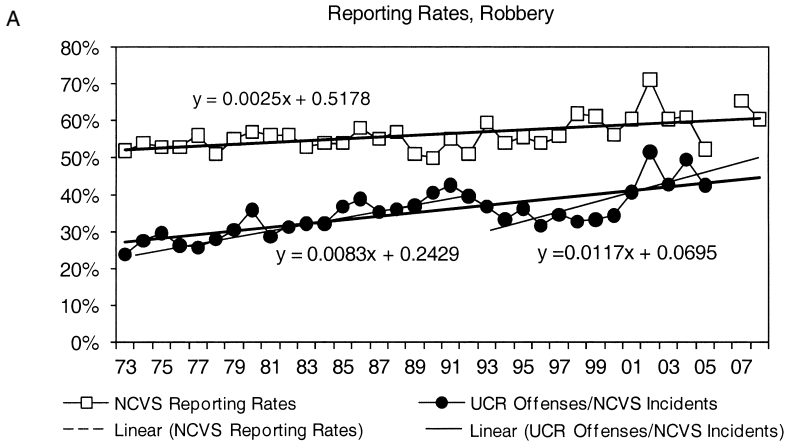 A
Reporting Rates, Robbery
80%
70%
60%
50%
40%
30%
20%
10%
0%
y = 0.0025x + 0.5178
y = 0.0083x + 0.2429
y =0.0117x + 0.0695
73 75 77 79 81 83 85 87 89 91 93 95 97 99 01 03 05 07
NCVS Reporting Rates
UCR Offenses/NCVS Incidents
Linear (NCVS Reporting Rates)
Linear (UCR Offenses/NCVS Incidents)